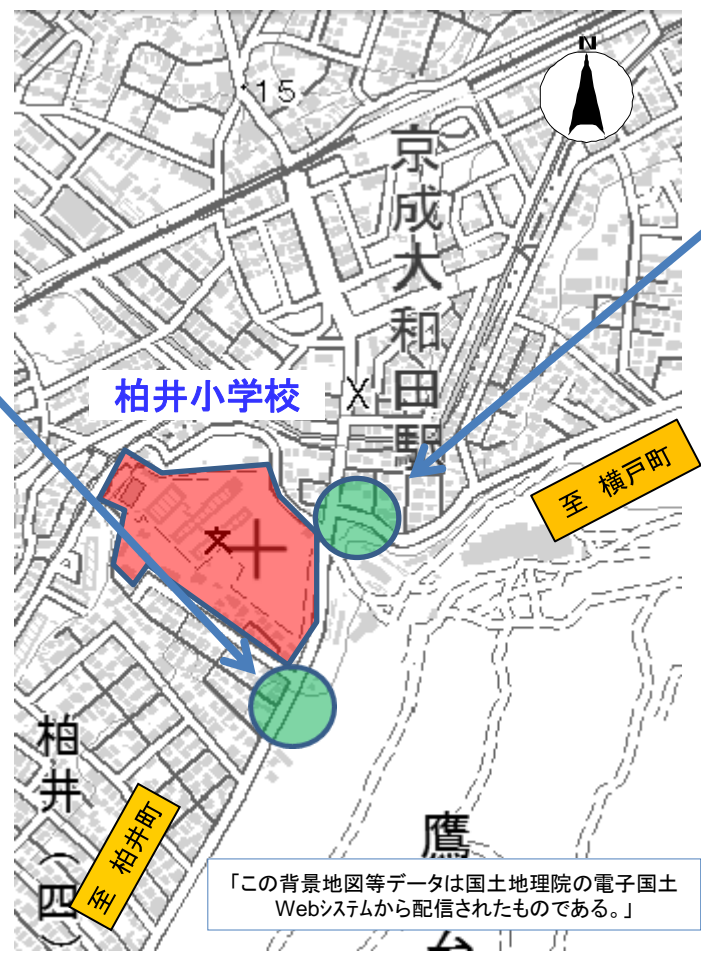 N
15
京成大和田駅
柏井小学校
至 横戸町
柏井(四)
至 柏井町
鷹
「この背景地図等データは国土地理院の電子国土
Webシステムから配信されたものである。」